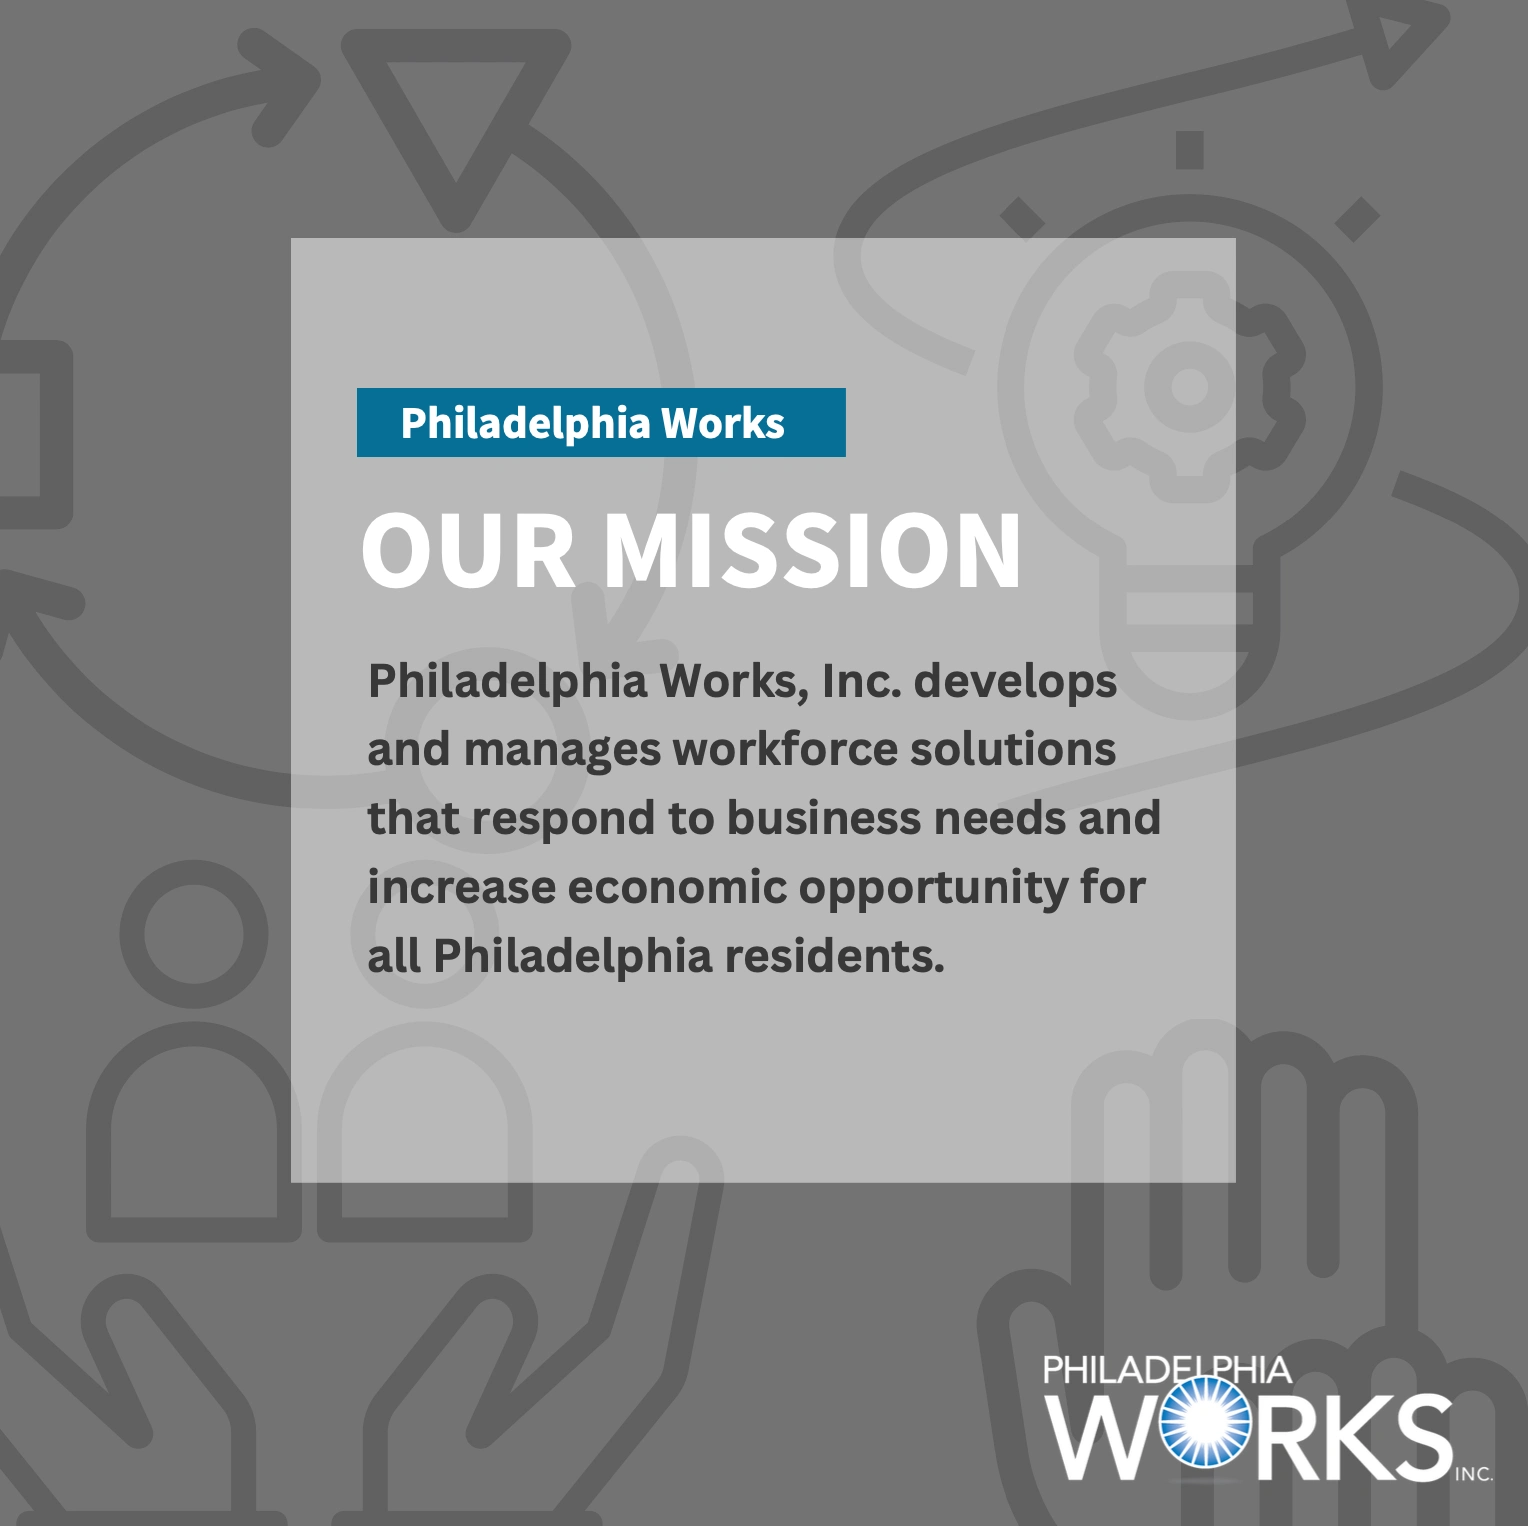 Philadelphia Works
OUR MISSION
Philadelphia Works, Inc. develops
and manages workforce solutions
that respond to business needs and
increase economic opportunity for
all Philadelphia residents.
PHILADELPHIA
WORKS
INC.